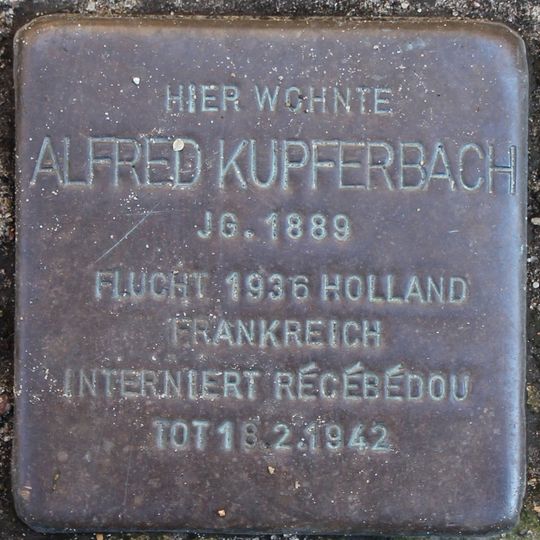 HIER WOHNTE
ALFRED KUPFERBACH
JG. 1889
FLUCHT 1936 HOLLAND
FRANKREICH
INTERNIERT RÉCÉBÉDOU
TOT 18.2.1942